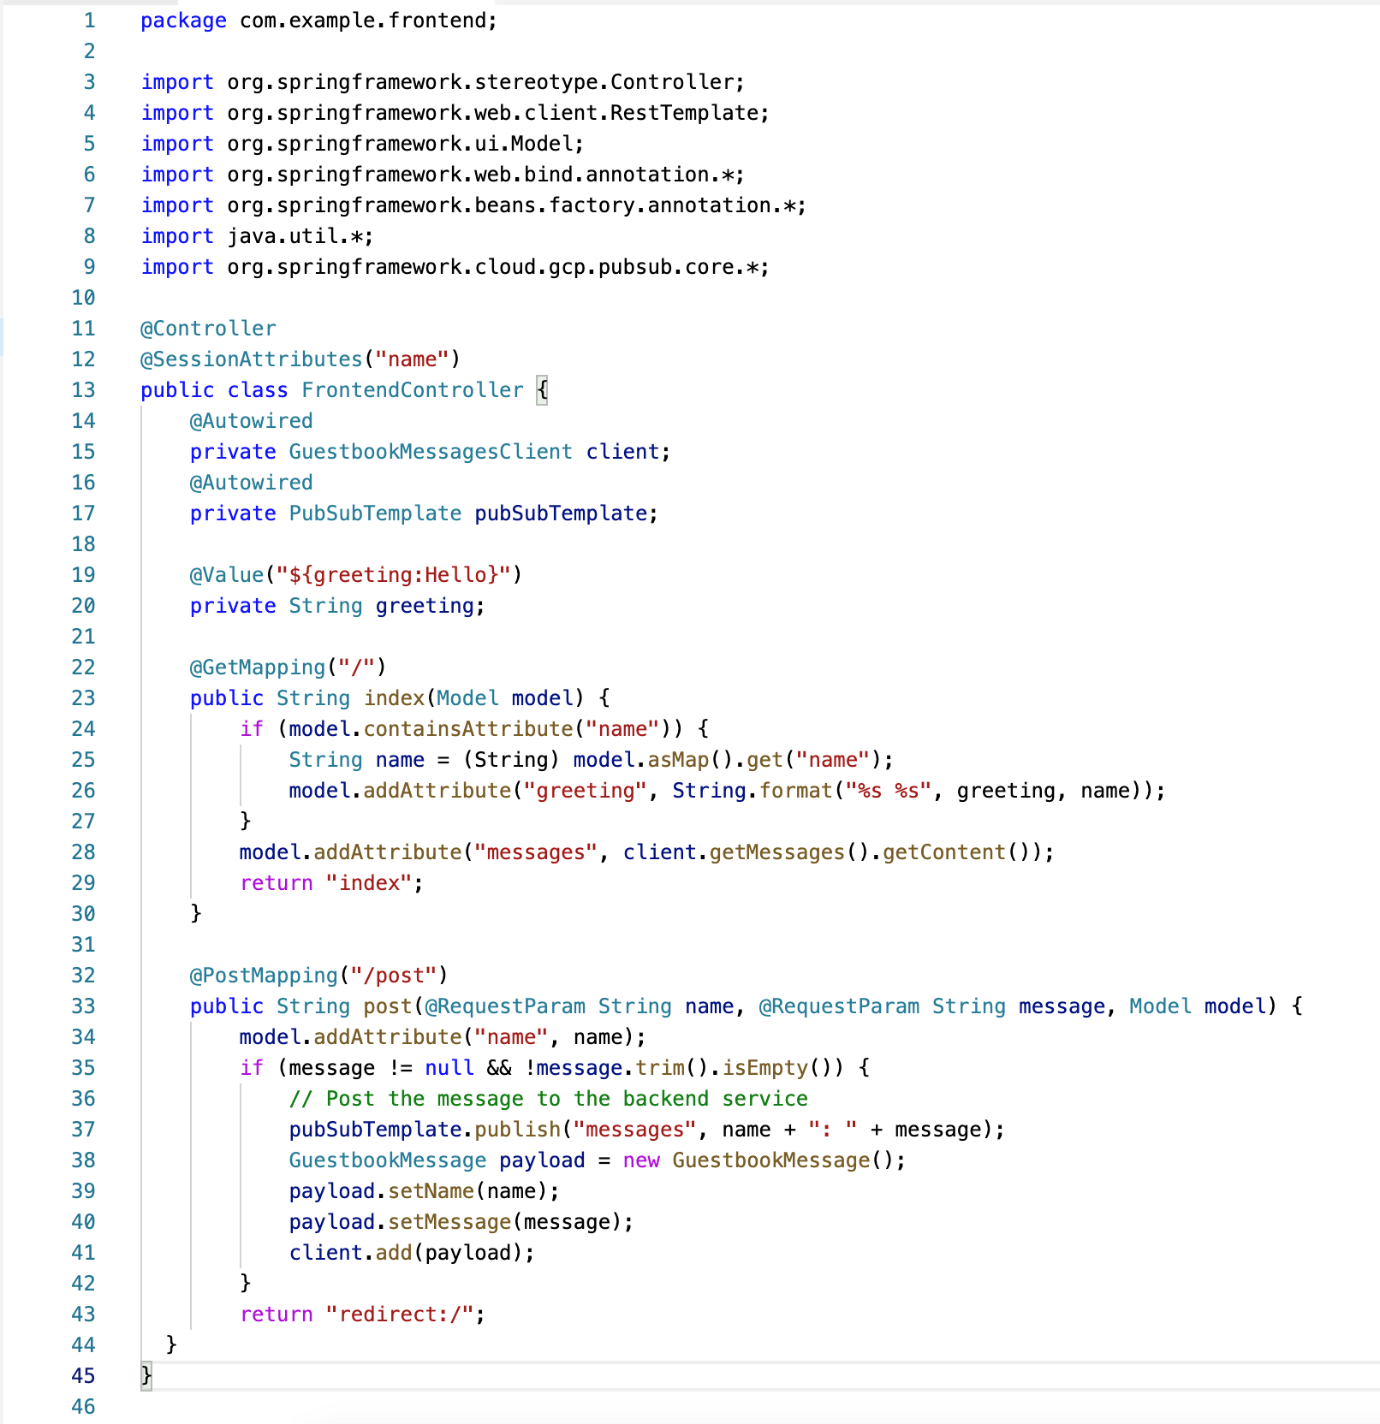 1 package com.example.frontend;
2
3 import org.springframework.stereotype.Controller;
4 import org.springframework.web.client.RestTemplate;
5 import org.springframework.ui.Model;
6 import org.springframework.web.bind.annotation.*;
7 import org.springframework.beans.factory.annotation.*;
8 import java.util.*;
9 import org.springframework.cloud.gcp.pubsub.core.*;
10
11 @Controller
12 @SessionAttributes("name")
13 public class FrontendController {
14     @Autowired
15     private GuestbookMessagesClient client;
16     @Autowired
17     private PubSubTemplate pubSubTemplate;
18
19     @Value("${greeting:Hello}")
20     private String greeting;
21
22     @GetMapping("/")
23     public String index(Model model) {
24         if (model.containsAttribute("name")) {
25             String name = (String) model.asMap().get("name");
26             model.addAttribute("greeting", String.format("%s %s", greeting, name));
27         }
28         model.addAttribute("messages", client.getMessages().getContent());
29         return "index";
30     }
31
32     @PostMapping("/post")
33     public String post(@RequestParam String name, @RequestParam String message, Model model) {
34         model.addAttribute("name", name);
35         if (message != null && !message.trim().isEmpty()) {
36             // Post the message to the backend service
37             pubSubTemplate.publish("messages", name + ": " + message);
38             GuestbookMessage payload = new GuestbookMessage();
39             payload.setName(name);
40             payload.setMessage(message);
41             client.add(payload);
42         }
43         return "redirect:/";
44   }
45 }
46